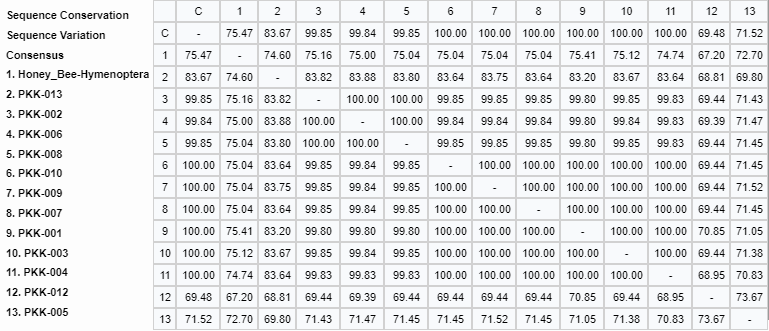 Sequence Conservation
Sequence Variation
Consensus
1. Honey_Bee-Hymenoptera
2. PKK-013
3. PKK-002
4. PKK-006
5. PKK-008
6. PKK-010
7. PKK-009
8. PKK-007
9. PKK-001
10. PKK-003
11. PKK-004
12. PKK-012
13. PKK-005
C 1 2 3 4 5 6 7 8 9 10 11 12 13
C - 75.47 83.67 99.85 99.84 99.85 100.00 100.00 100.00 100.00 100.00 100.00 69.48 71.52
1 75.47 - 74.60 75.16 75.00 75.04 75.04 75.04 75.04 75.41 75.12 74.74 67.20 72.70
2 83.67 74.60 - 83.82 83.88 83.80 83.64 83.75 83.64 83.20 83.67 83.64 68.81 69.80
3 99.85 75.16 83.82 - 100.00 100.00 99.85 99.85 99.85 99.80 99.85 99.83 69.44 71.43
4 99.84 75.00 83.88 100.00 - 100.00 99.84 99.84 99.84 99.80 99.84 99.83 69.39 71.47
5 99.85 75.04 83.80 100.00 100.00 - 99.85 99.85 99.85 99.80 99.85 99.83 69.44 71.45
6 100.00 75.04 83.64 99.85 99.84 99.85 - 100.00 100.00 100.00 100.00 100.00 69.44 71.45
7 100.00 75.04 83.75 99.85 99.84 99.85 100.00 - 100.00 100.00 100.00 100.00 69.44 71.52
8 100.00 75.04 83.64 99.85 99.84 99.85 100.00 100.00 - 100.00 100.00 100.00 69.44 71.45
9 100.00 75.41 83.20 99.80 99.80 99.80 100.00 100.00 100.00 - 100.00 100.00 70.85 71.05
10 100.00 75.12 83.67 99.85 99.84 99.85 100.00 100.00 100.00 100.00 - 100.00 69.44 71.38
11 100.00 74.74 83.64 99.83 99.83 99.83 100.00 100.00 100.00 100.00 100.00 - 68.95 70.83
12 69.48 67.20 68.81 69.44 69.39 69.44 69.44 69.44 69.44 70.85 69.44 68.95 - 73.67
13 71.52 72.70 69.80 71.43 71.47 71.45 71.45 71.52 71.45 71.05 71.38 70.83 73.67 -